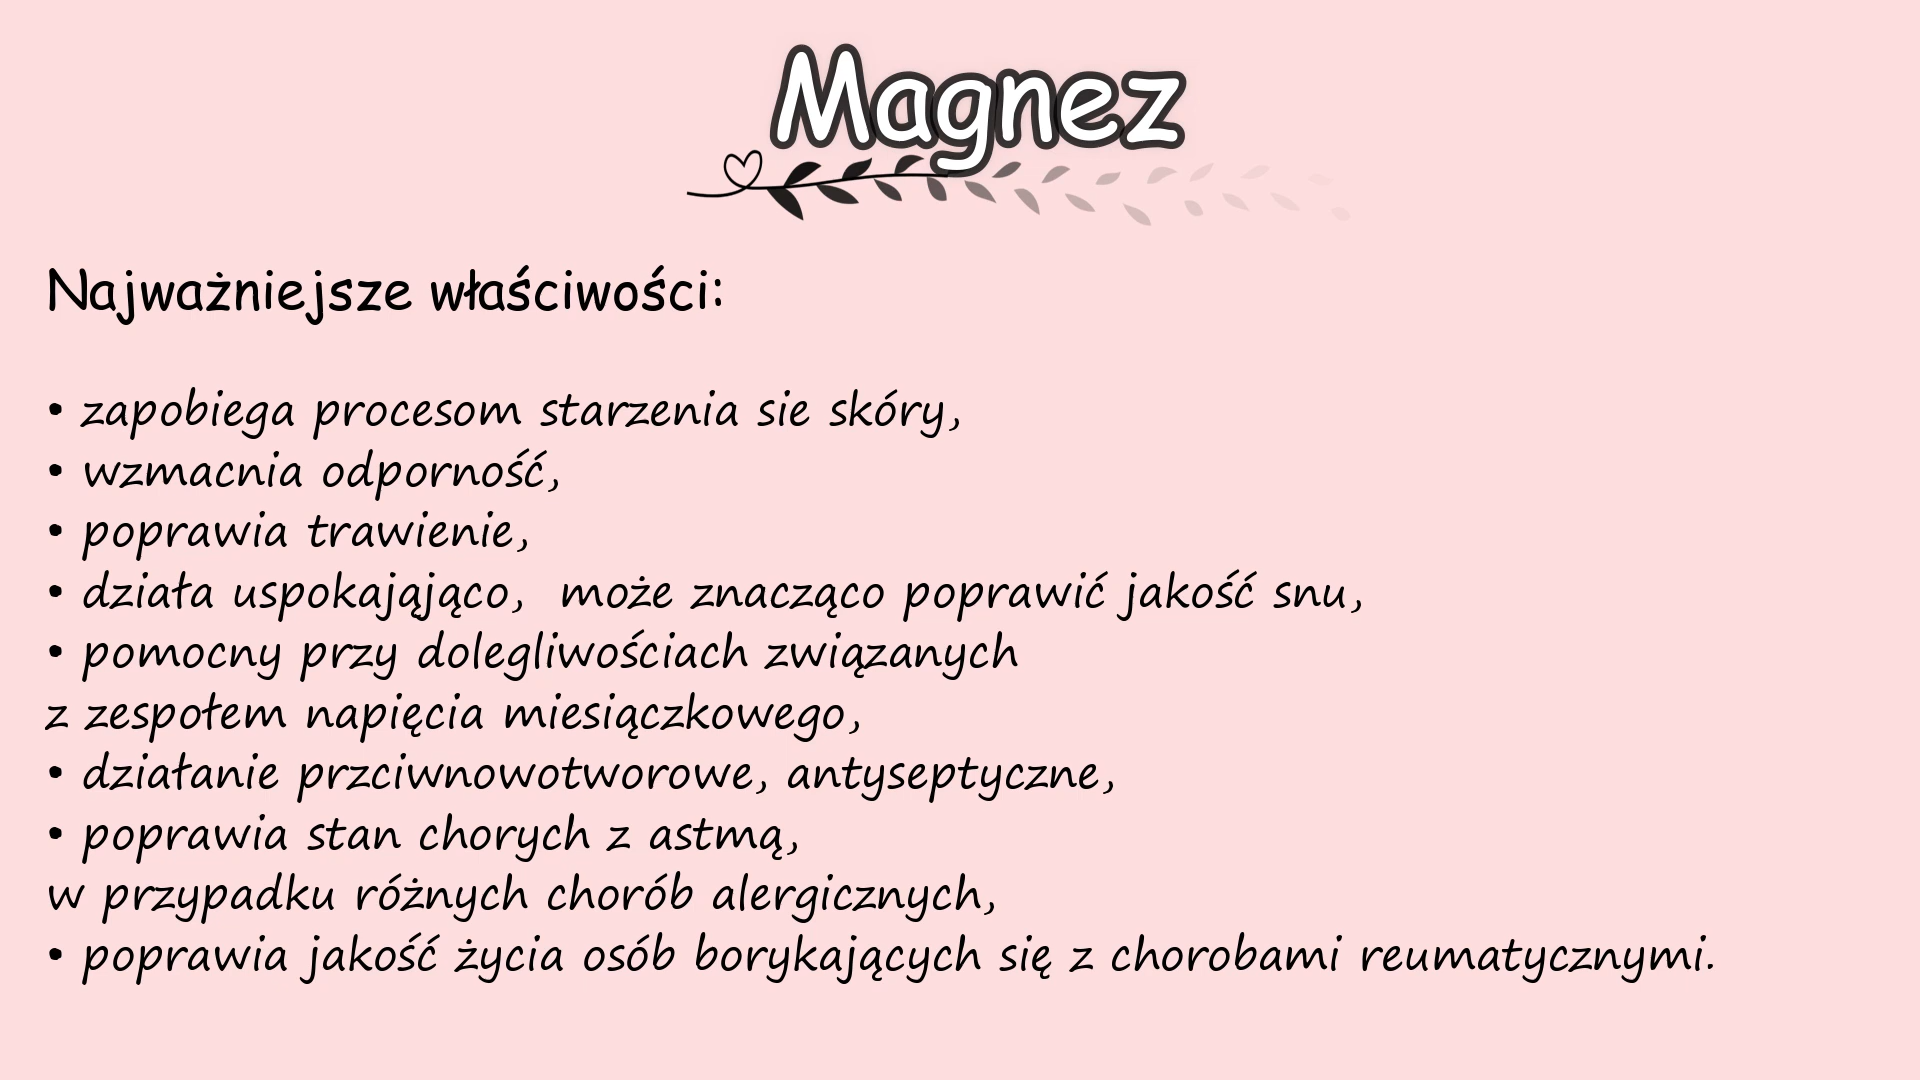 Magnez
Najważniejsze właściwości:
• zapobiega procesom starzenia sie skóry,
• wzmacnia odporność,
• poprawia trawienie,
• działa uspokajająco,  może znacząco poprawić jakość snu,
• pomocny przy dolegliwościach związanych
z zespołem napięcia miesiączkowego,
• działanie przciwnowotworowe, antyseptyczne,
• poprawia stan chorych z astmą,
w przypadku różnych chorób alergicznych,
• poprawia jakość życia osób borykających się z chorobami reumatycznymi.